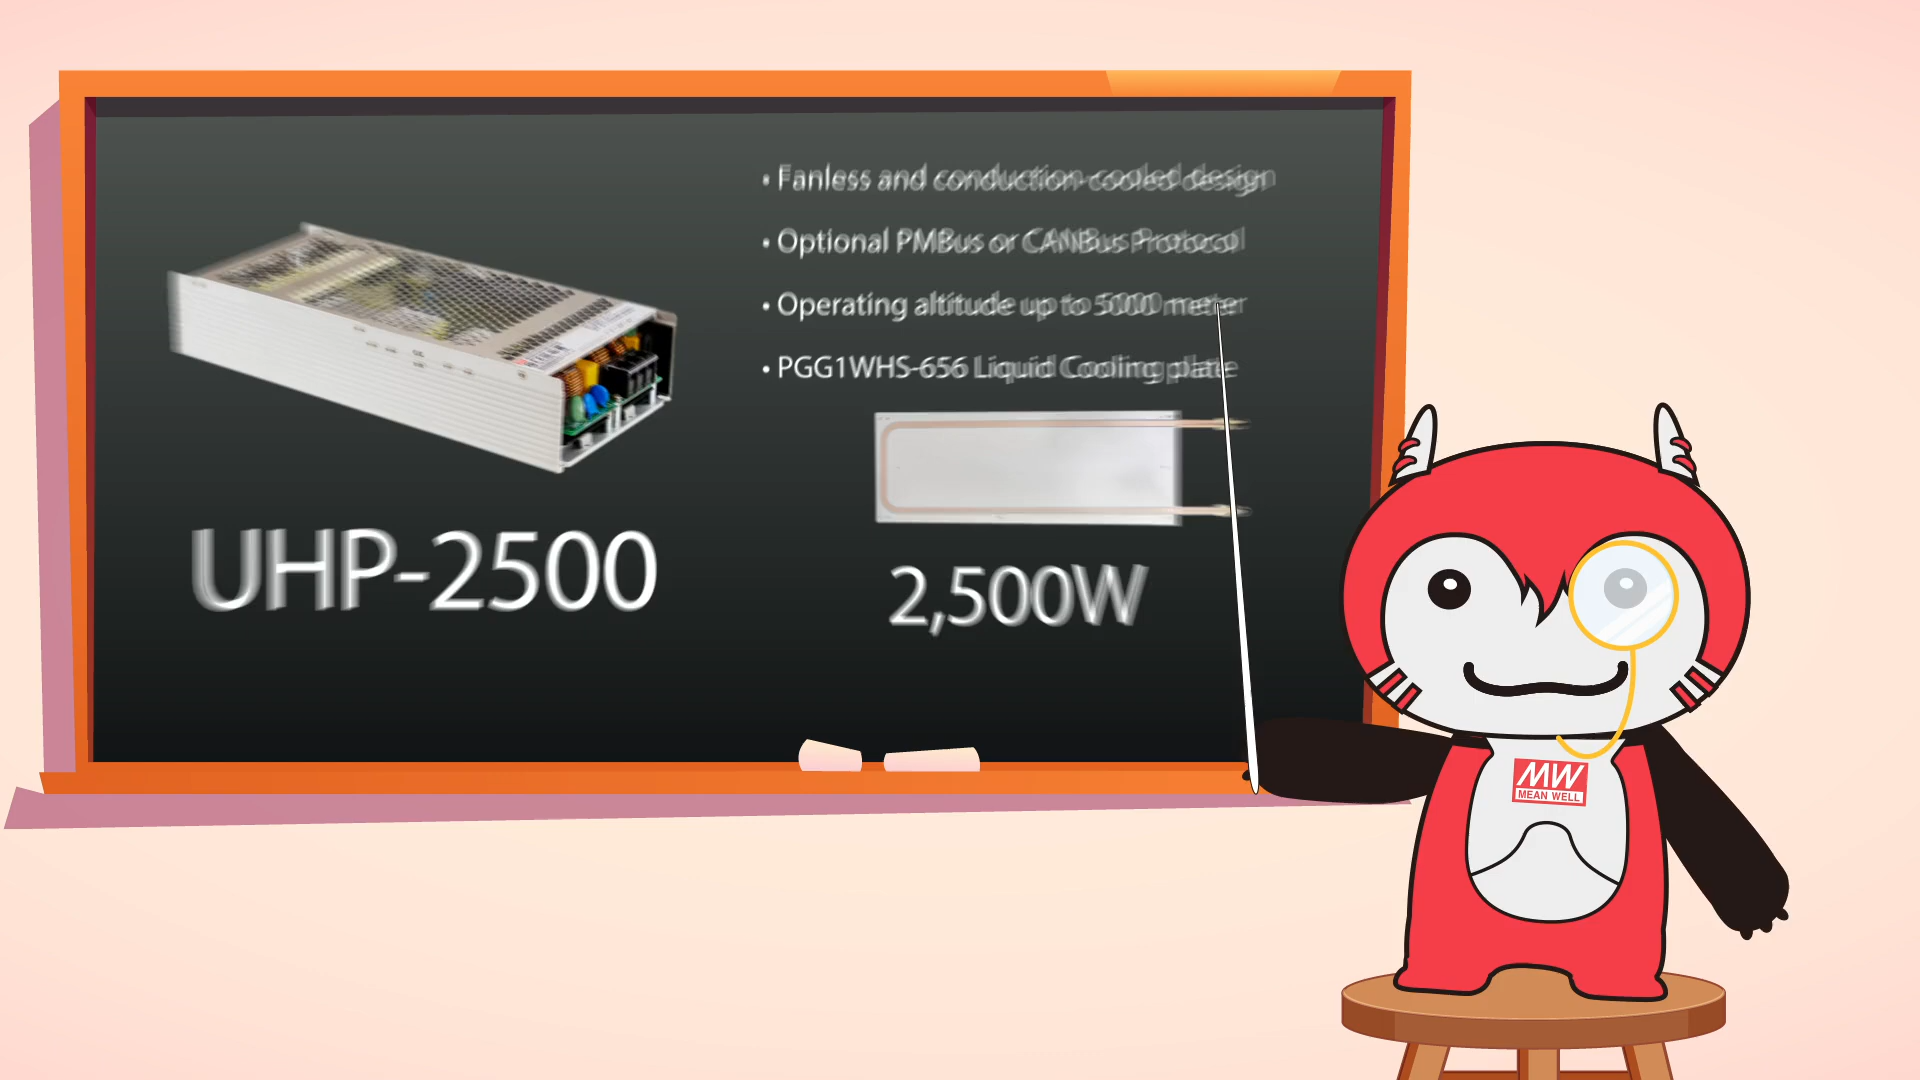 • Fanless and conduction-cooled design
• Optional PMBus or CANBus Protocol
• Operating altitude up to 5000 meter
• PGG1WHS-656 Liquid Cooling plate
UHP-2500
2,500W
MW
MEAN WELL